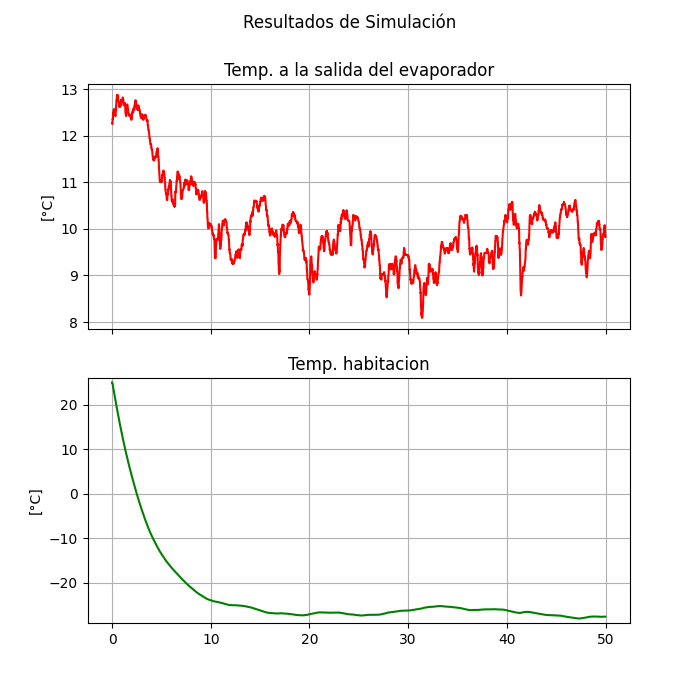 Resultados de Simulación
Temp. a la salida del evaporador
13
12
11
10
9
8
[°C]
Temp. habitacion
20
10
0
−10
−20
[°C]
0 10 20 30 40 50